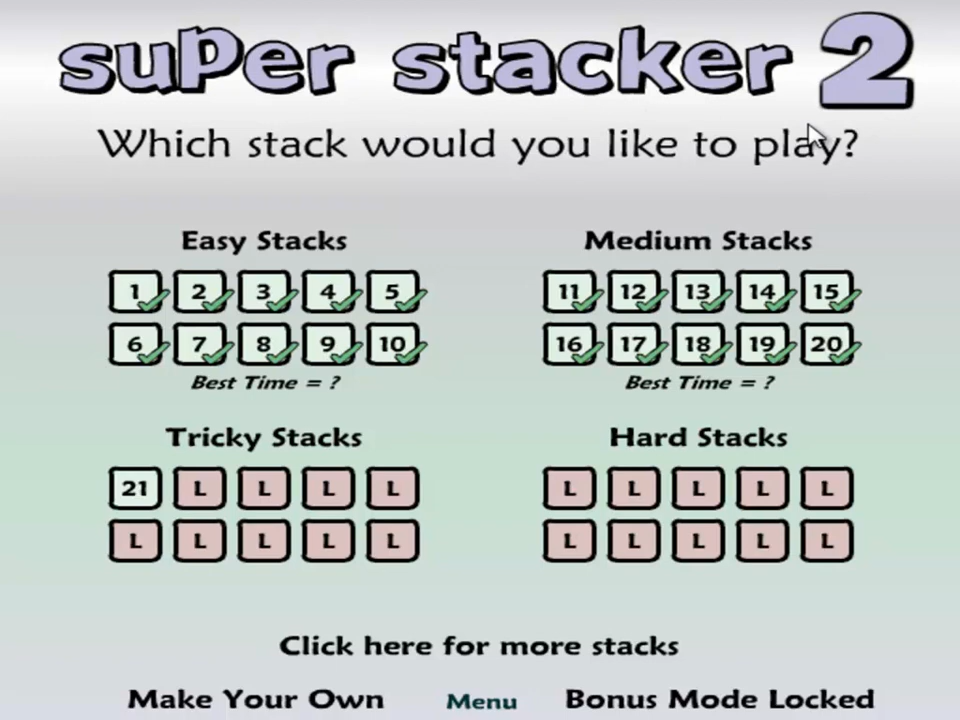 super stacker 2
Which stack would you like to play?
Easy Stacks
1 2 3 4 5
6 7 8 9 10
Best Time = ?
Medium Stacks
11 12 13 14 15
16 17 18 19 20
Best Time = ?
Tricky Stacks
21 L L L L
L L L L L
Hard Stacks
L L L L L
L L L L L
Click here for more stacks
Make Your Own
Menu
Bonus Mode Locked